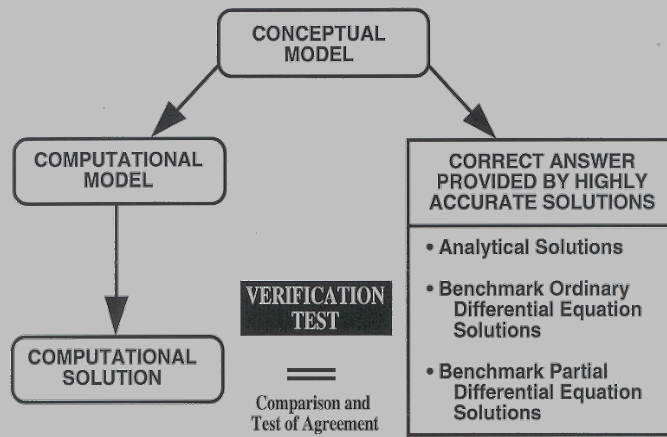 CONCEPTUAL
MODEL
COMPUTATIONAL
MODEL
COMPUTATIONAL
SOLUTION
VERIFICATION
TEST
Comparison and
Test of Agreement
CORRECT ANSWER
PROVIDED BY HIGHLY
ACCURATE SOLUTIONS
• Analytical Solutions
• Benchmark Ordinary
Differential Equation
Solutions
• Benchmark Partial
Differential Equation
Solutions